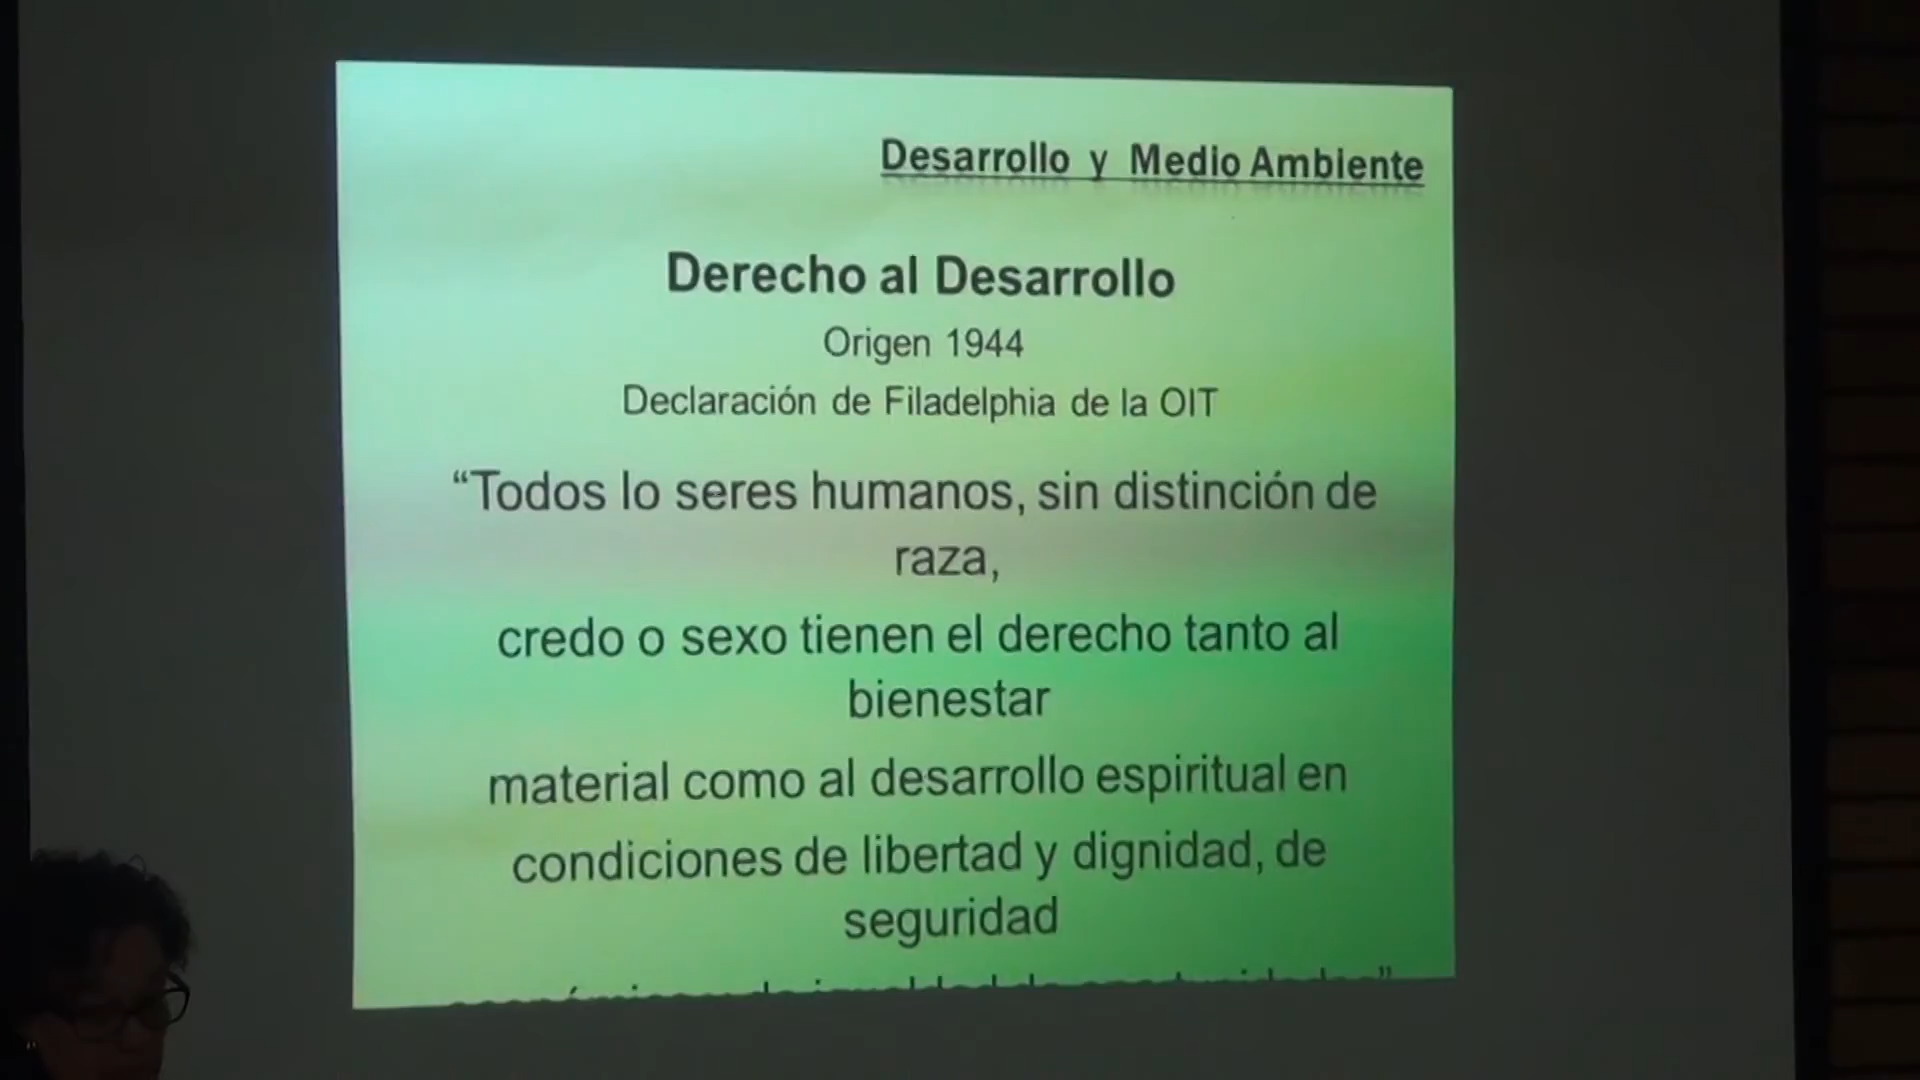 Desarrollo y Medio Ambiente
Derecho al Desarrollo
Origen 1944
Declaración de Filadelphia de la OIT
“Todos lo seres humanos, sin distinción de
raza,
credo o sexo tienen el derecho tanto al
bienestar
material como al desarrollo espiritual en
condiciones de libertad y dignidad, de
seguridad